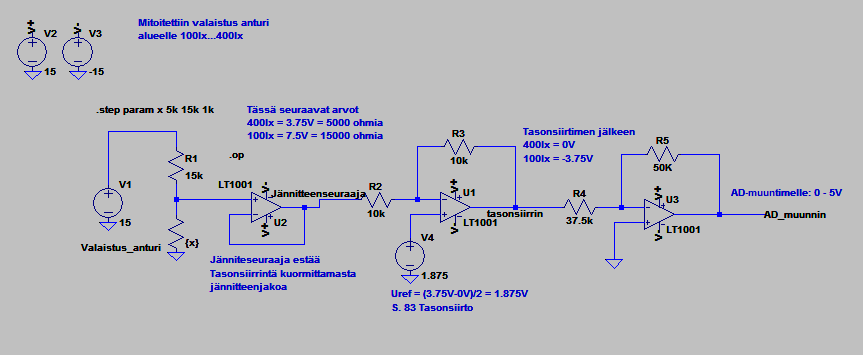 Mitoitettiin valaistus anturi
alueelle 100lx...400lx
V+
V2
15
V-
V3
-15
.step param x 5k 15k 1k
Tässä seuraavat arvot
400lx = 3.75V = 5000 ohmia
100lx = 7.5V = 15000 ohmia
.op
R1
15k
V1
15
{x}
Valaistus_anturi
LT1001
V-
U2
V+
Jännitteenseuraaja
Jänniteseuraaja estää
Tasonsiirrintä kuormittamasta
jännitteenjakoa
R2
10k
R3
10k
V+
U1
V-
LT1001
tasonsiirrin
V4
1.875
Uref = (3.75V-0V)/2 = 1.875V
S. 83 Tasonsiirto
Tasonsiirtimen jälkeen
400lx = 0V
100lx = -3.75V
R4
37.5k
R5
50K
V+
U3
V-
LT1001
AD-muuntimelle: 0 - 5V
AD_muunnin